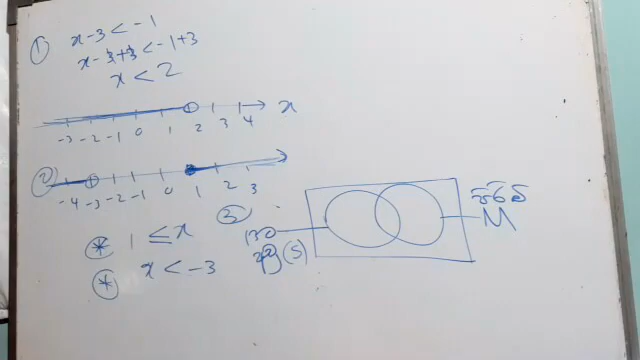 ① x-3 < -1
x-3+3 < -1+3
x < 2
-3 -2 -1 0 1 2 3 4 x
②
-4 -3 -2 -1 0 1 2 3
* 1 ≤ x
* x < -3
③
(S)
M